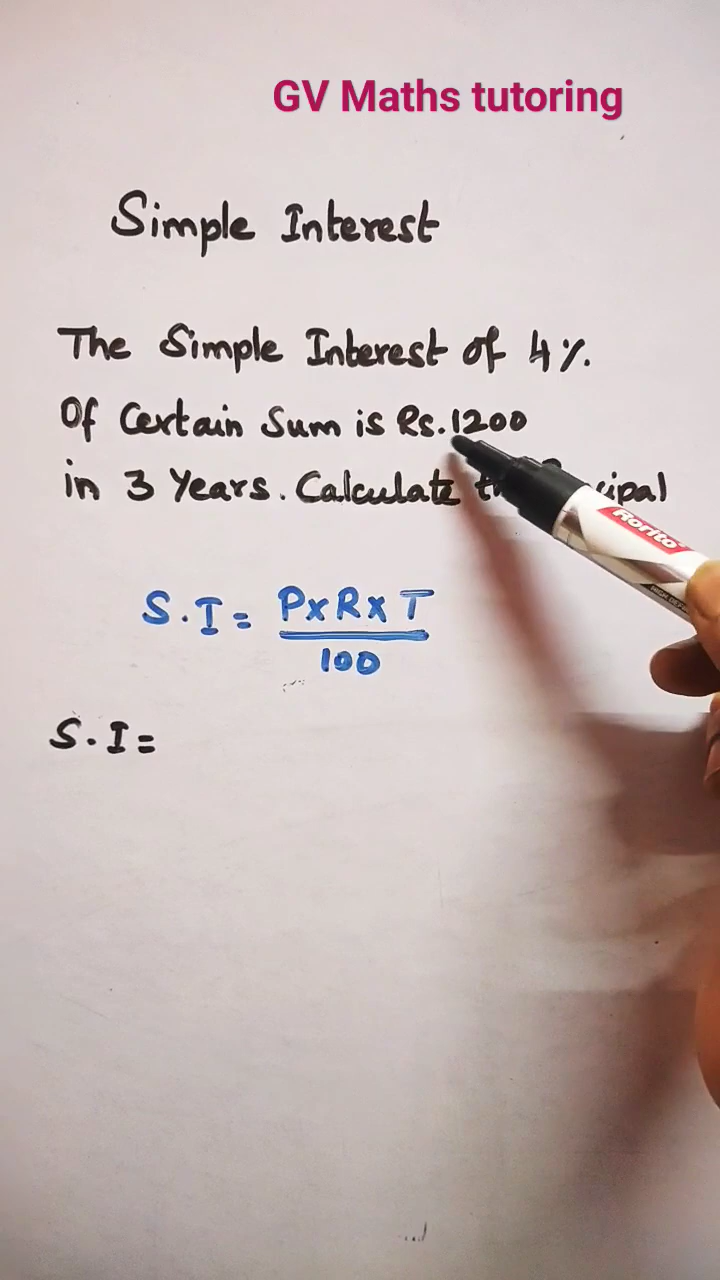 GV Maths tutoring
Simple Interest
The Simple Interest of 4%.
Of Certain Sum is Rs.1200
in 3 Years. Calculate
S.I = P x R x T
100
S.I =
Rorito